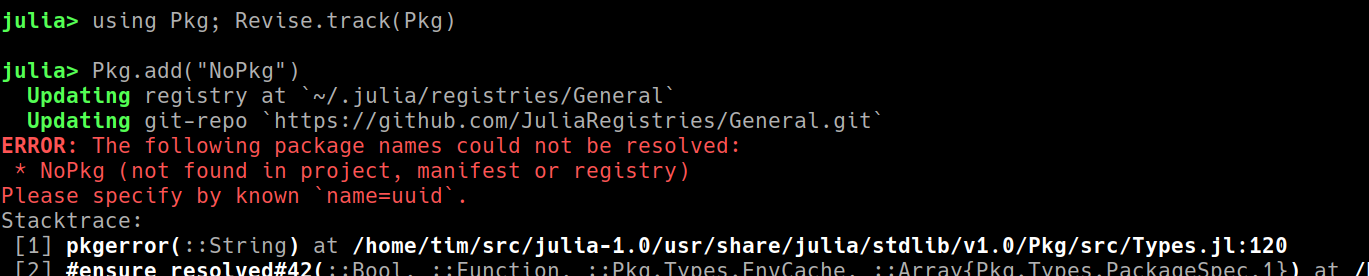 julia> using Pkg; Revise.track(Pkg)
julia> Pkg.add("NoPkg")
Updating registry at `~/.julia/registries/General`
Updating git-repo `https://github.com/JuliaRegistries/General.git`
ERROR: The following package names could not be resolved:
* NoPkg (not found in project, manifest or registry)
Please specify by known `name=uuid`.
Stacktrace:
[1] pkgerror(::String) at /home/tim/src/julia-1.0/usr/share/julia/stdlib/v1.0/Pkg/src/Types.jl:120
[2] #ensure_resolved#42(::Bool, ::Function, ::Pkg.Types.EnvCache, ::Array{Pkg.Types.PackageSpec,1}) at /